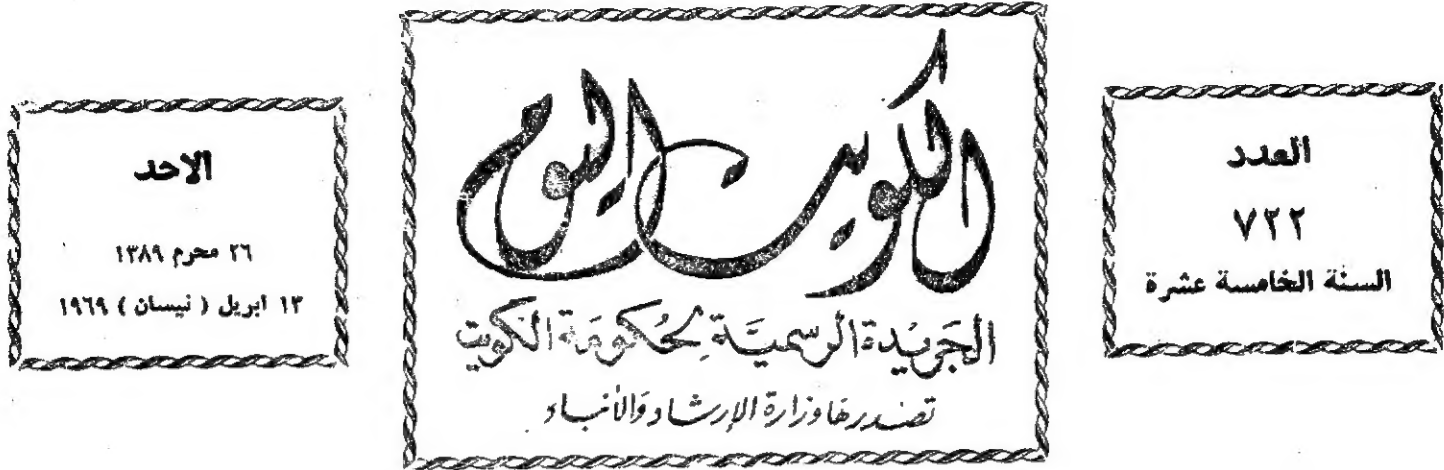 العدد
٧٢٢
السنة الخامسة عشرة
الكويت اليوم
الجريدة الرسمية لحكومة الكويت
تصدرها وزارة الإرشاد والأنباء
الاحد
٢٦ محرم ١٣٨٩
١٣ ابريل ( نيسان ) ١٩٦٩